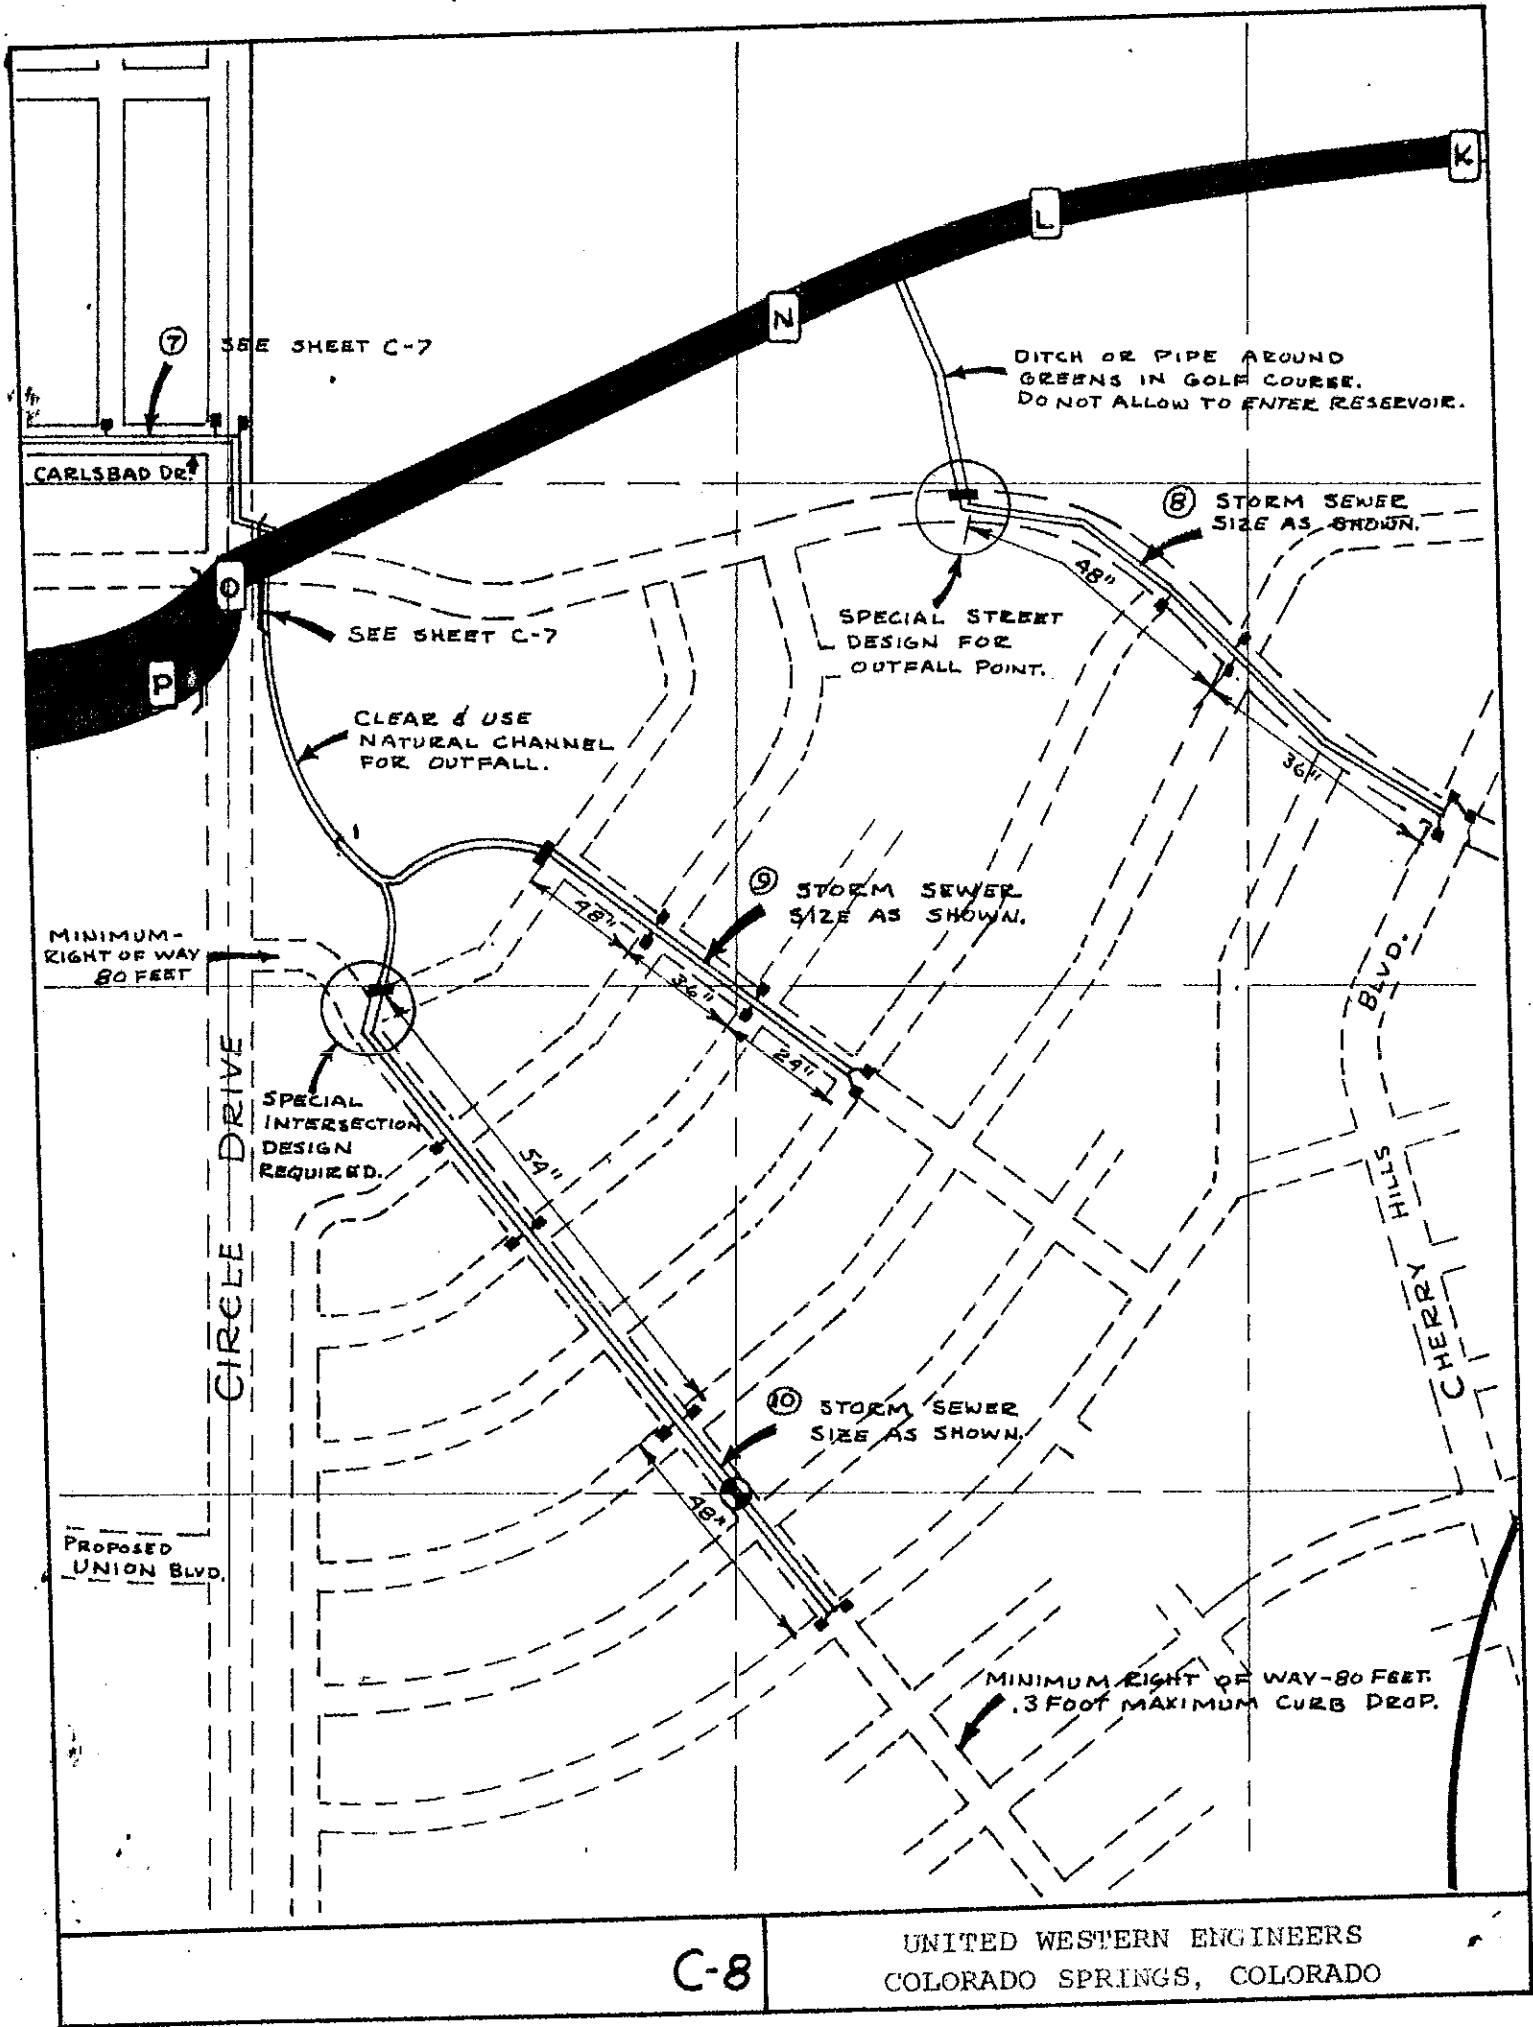 K
L
N
⑦ SEE SHEET C-7
DITCH OR PIPE AROUND
GREENS IN GOLF COURSE.
DO NOT ALLOW TO ENTER RESERVOIR.
CARLSBAD DR.
⑧ STORM SEWER
SIZE AS SHOWN.
48"
O
SEE SHEET C-7
SPECIAL STREET
DESIGN FOR
OUTFALL POINT.
P
CLEAR & USE
NATURAL CHANNEL
FOR OUTFALL.
36"
⑨ STORM SEWER
SIZE AS SHOWN.
48"
MINIMUM-
RIGHT OF WAY
80 FEET
36"
24"
CHERRY HILLS BLVD.
CIRCLE DRIVE
SPECIAL
INTERSECTION
DESIGN
REQUIRED.
54"
⑩ STORM SEWER
SIZE AS SHOWN.
48"
PROPOSED
UNION BLVD.
MINIMUM RIGHT OF WAY-80 FEET.
.3 FOOT MAXIMUM CURB DROP.
C-8
UNITED WESTERN ENGINEERS
COLORADO SPRINGS, COLORADO